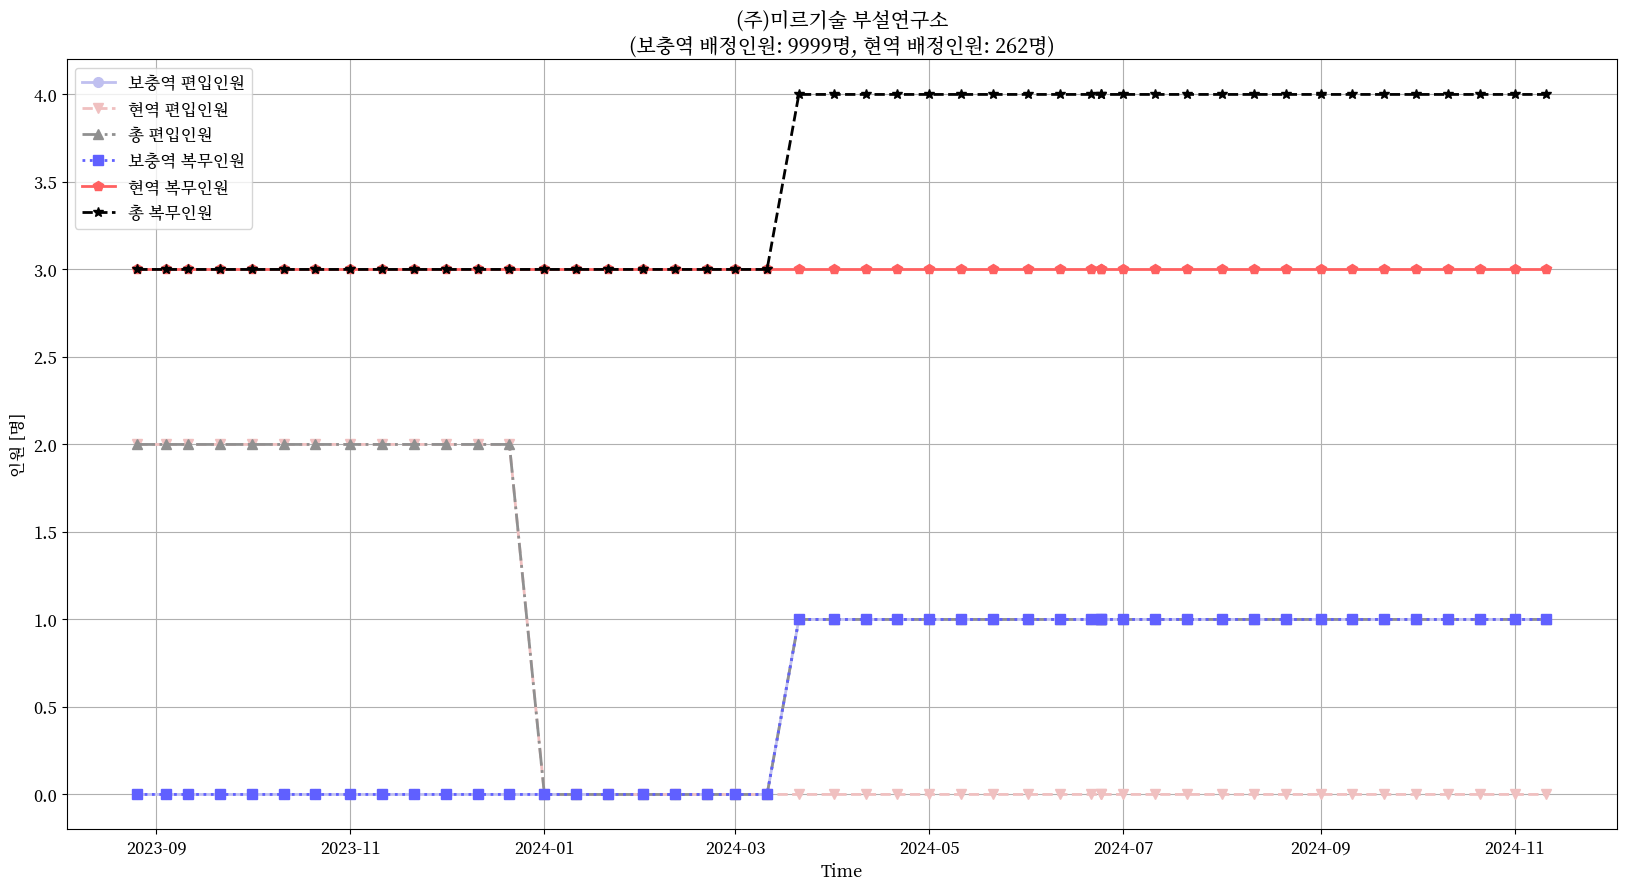 (주)미르기술 부설연구소
(보충역 배정인원: 9999명, 현역 배정인원: 262명)
보충역 편입인원
현역 편입인원
총 편입인원
보충역 복무인원
현역 복무인원
총 복무인원
4.0
3.5
3.0
2.5
2.0
1.5
1.0
0.5
0.0
인원 [명]
2023-09
2023-11
2024-01
2024-03
2024-05
2024-07
2024-09
2024-11
Time